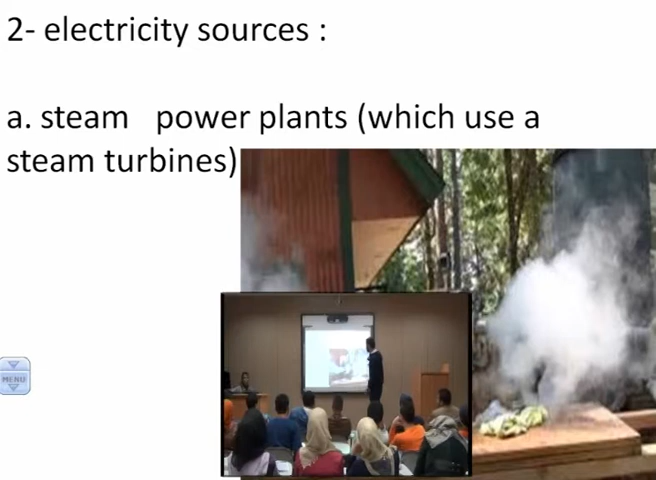 2- electricity sources :
a. steam power plants (which use a
steam turbines)
MENU